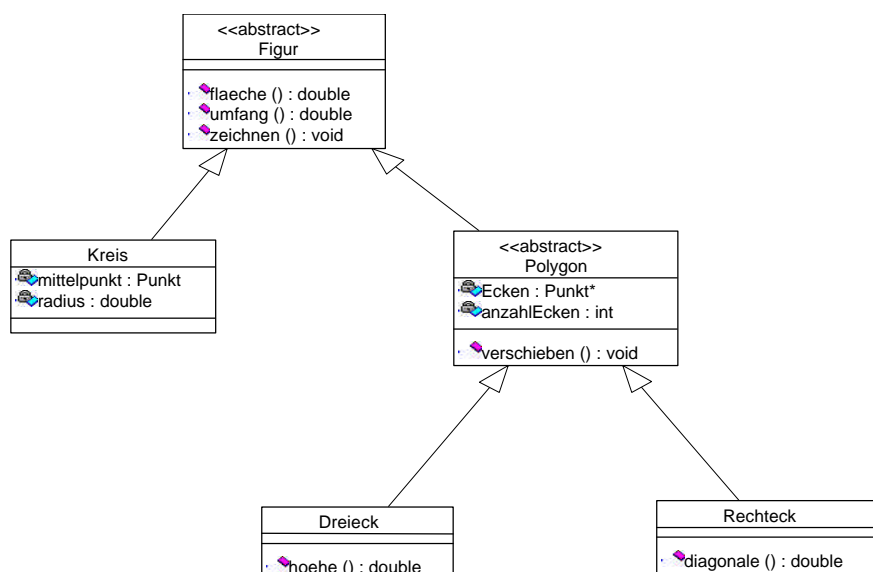 <<abstract>>
Figur
flaeche () : double
umfang () : double
zeichnen () : void
Kreis
mittelpunkt : Punkt
radius : double
<<abstract>>
Polygon
Ecken : Punkt*
anzahlEcken : int
verschieben () : void
Dreieck
hoehe () : double
Rechteck
diagonale () : double